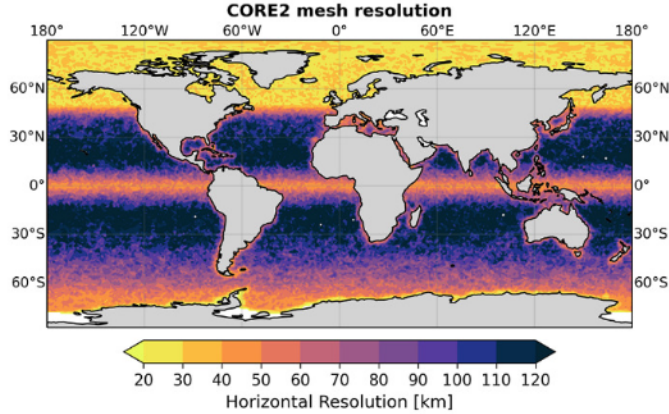 CORE2 mesh resolution
180° 120°W 60°W 0° 60°E 120°E 180°
60°N 60°N
30°N 30°N
0° 0°
30°S 30°S
60°S 60°S
20 30 40 50 60 70 80 90 100 110 120
Horizontal Resolution [km]